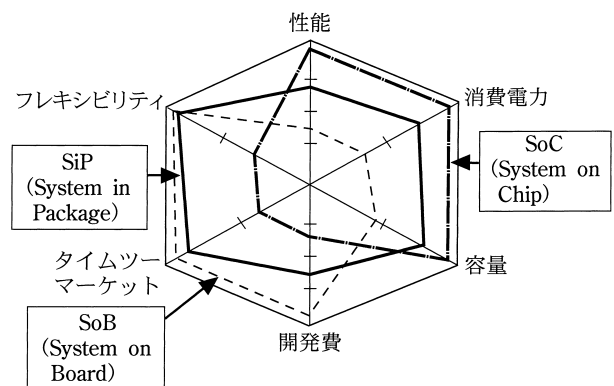 性能
フレキシビリティ
消費電力
SiP
(System in
Package)
SoC
(System on
Chip)
タイムツー
マーケット
容量
SoB
(System on
Board)
開発費